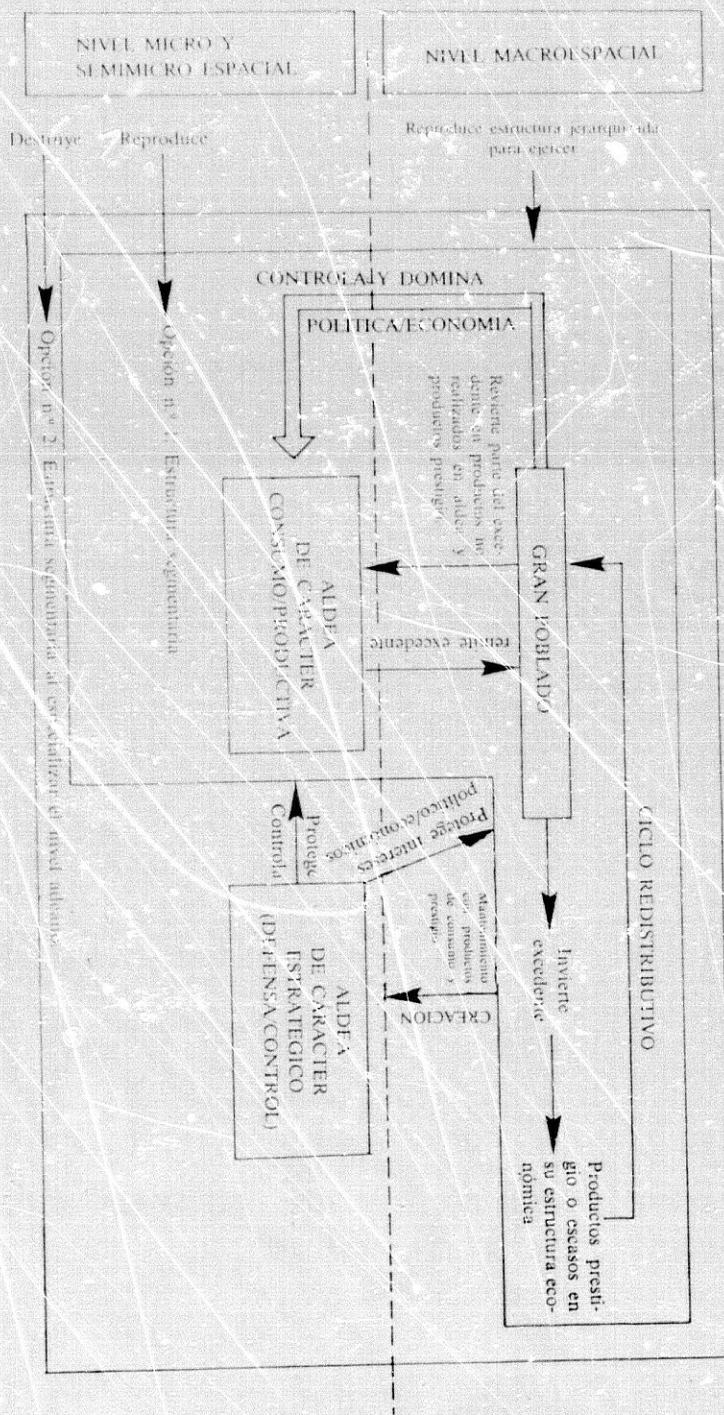 NIVEL MICRO Y
SEMIMICRO ESPACIAL
NIVEL MACROESPACIAL
Destruye
Reproduce
Reproduce estructura jerarquizada
para ejercer
CONTROLA Y DOMINA
POLITICA/ECONOMIA
Opción nº 1. Estructura segmentaria
Opción nº 2. Estructura segmentaria al especializar el nivel urbano
Revierte parte del exce-
dente en productos no
realizados en aldea y
productos prestigio
GRAN POBLADO
remite excedente
ALDEA
DE CARACTER
CONSUMO/PRODUCTIVA
CICLO REDISTRIBUTIVO
Invierte
excedente
Productos presti-
gio o escasos en
su estructura eco-
nómica
Protege
Controla
Protege Intereses
político/económicos
Mantenimiento
con productos
de consumo y
prestigio
CREACION
ALDEA
DE CARACTER
ESTRATEGICO
(DEFENSA/CONTROL)